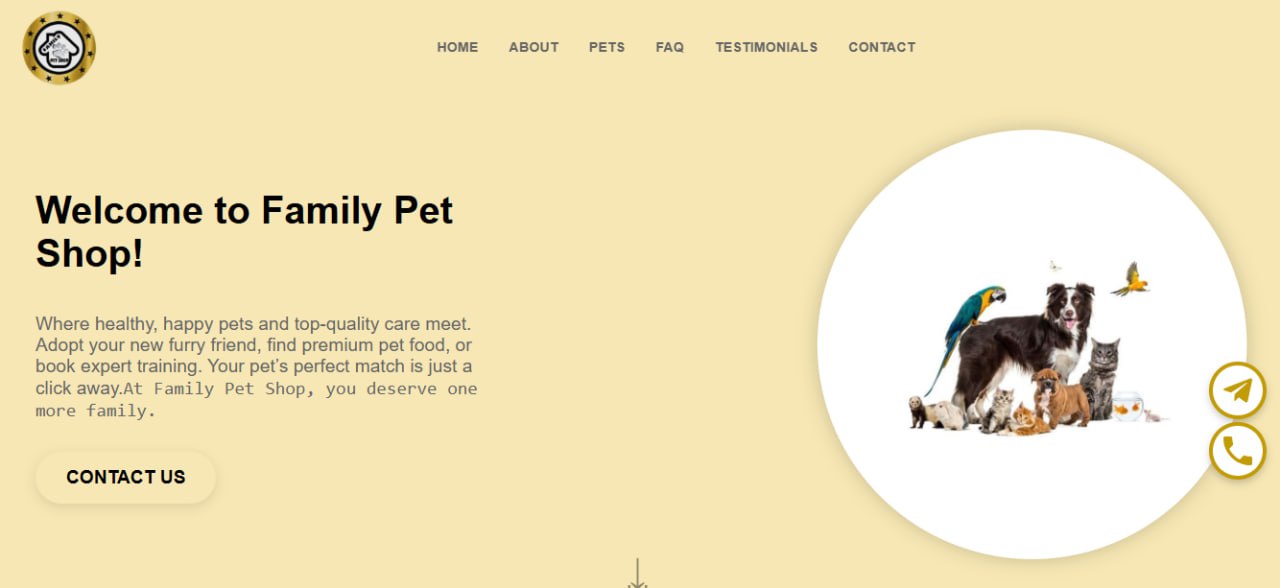 HOME ABOUT PETS FAQ TESTIMONIALS CONTACT
Welcome to Family Pet
Shop!
Where healthy, happy pets and top-quality care meet.
Adopt your new furry friend, find premium pet food, or
book expert training. Your pet’s perfect match is just a
click away.At Family Pet Shop, you deserve one
more family.
CONTACT US